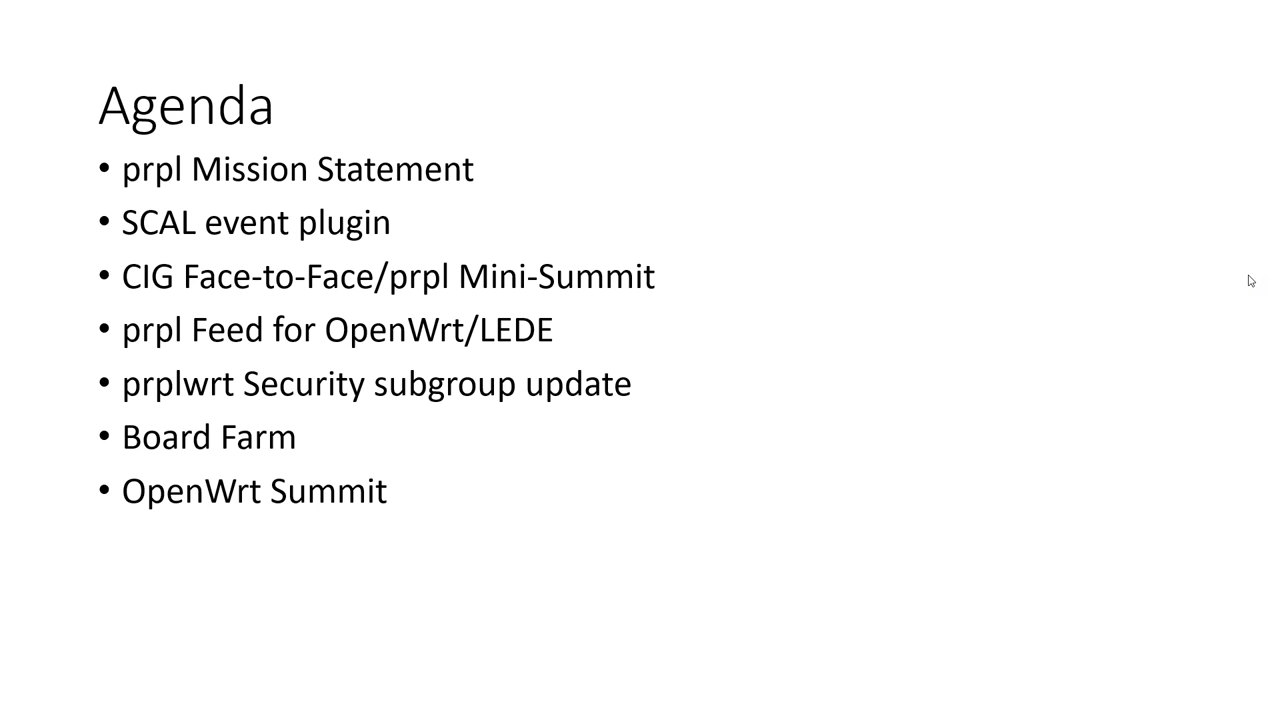 Agenda
• prpl Mission Statement
• SCAL event plugin
• CIG Face-to-Face/prpl Mini-Summit
• prpl Feed for OpenWrt/LEDE
• prplwrt Security subgroup update
• Board Farm
• OpenWrt Summit